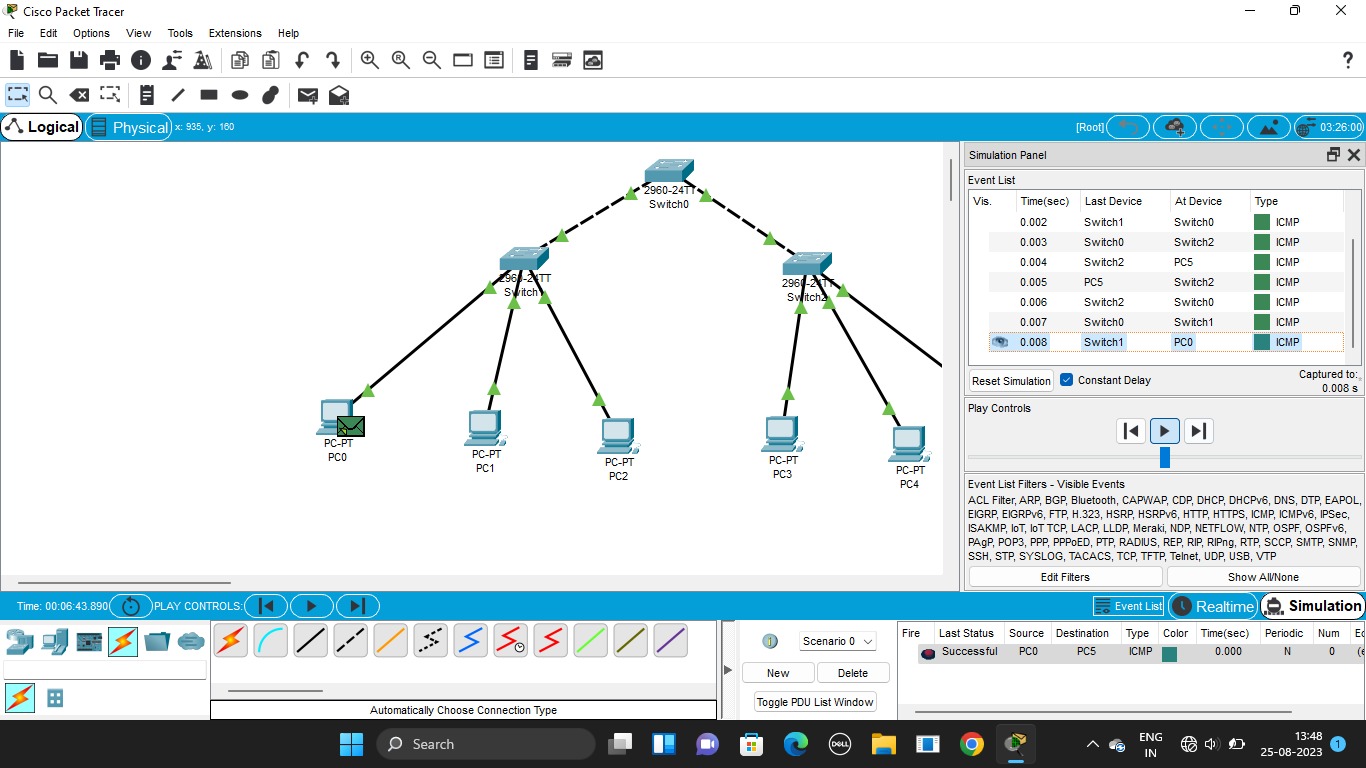 Cisco Packet Tracer
File Edit Options View Tools Extensions Help
Logical Physical x: 935, y: 160 [Root] 03:26:00
2960-24TT
Switch0
2960-24TT
Switch1
2960-24TT
Switch2
PC-PT
PC0
PC-PT
PC1
PC-PT
PC2
PC-PT
PC3
PC-PT
PC4
Simulation Panel
Event List
Vis. Time(sec) Last Device At Device Type
0.002 Switch1 Switch0 ICMP
0.003 Switch0 Switch2 ICMP
0.004 Switch2 PC5 ICMP
0.005 PC5 Switch2 ICMP
0.006 Switch2 Switch0 ICMP
0.007 Switch0 Switch1 ICMP
0.008 Switch1 PC0 ICMP
Reset Simulation Constant Delay Captured to:
0.008 s
Play Controls
Event List Filters - Visible Events
ACL Filter, ARP, BGP, Bluetooth, CAPWAP, CDP, DHCP, DHCPv6, DNS, DTP, EAPOL,
EIGRP, EIGRPv6, FTP, H.323, HSRP, HSRPv6, HTTP, HTTPS, ICMP, ICMPv6, IPSec,
ISAKMP, IoT, IoT TCP, LACP, LLDP, Meraki, NDP, NETFLOW, NTP, OSPF, OSPFv6,
PAgP, POP3, PPP, PPPoED, PTP, RADIUS, REP, RIP, RIPng, RTP, SCCP, SMTP, SNMP,
SSH, STP, SYSLOG, TACACS, TCP, TFTP, Telnet, UDP, USB, VTP
Edit Filters Show All/None
Time: 00:06:43.890 PLAY CONTROLS: Event List Realtime Simulation
Scenario 0
New Delete
Toggle PDU List Window
Fire Last Status Source Destination Type Color Time(sec) Periodic Num Ec
Successful PC0 PC5 ICMP 0.000 N 0 (e
Automatically Choose Connection Type
Search
DELL
ENG
IN
13:48
25-08-2023
1